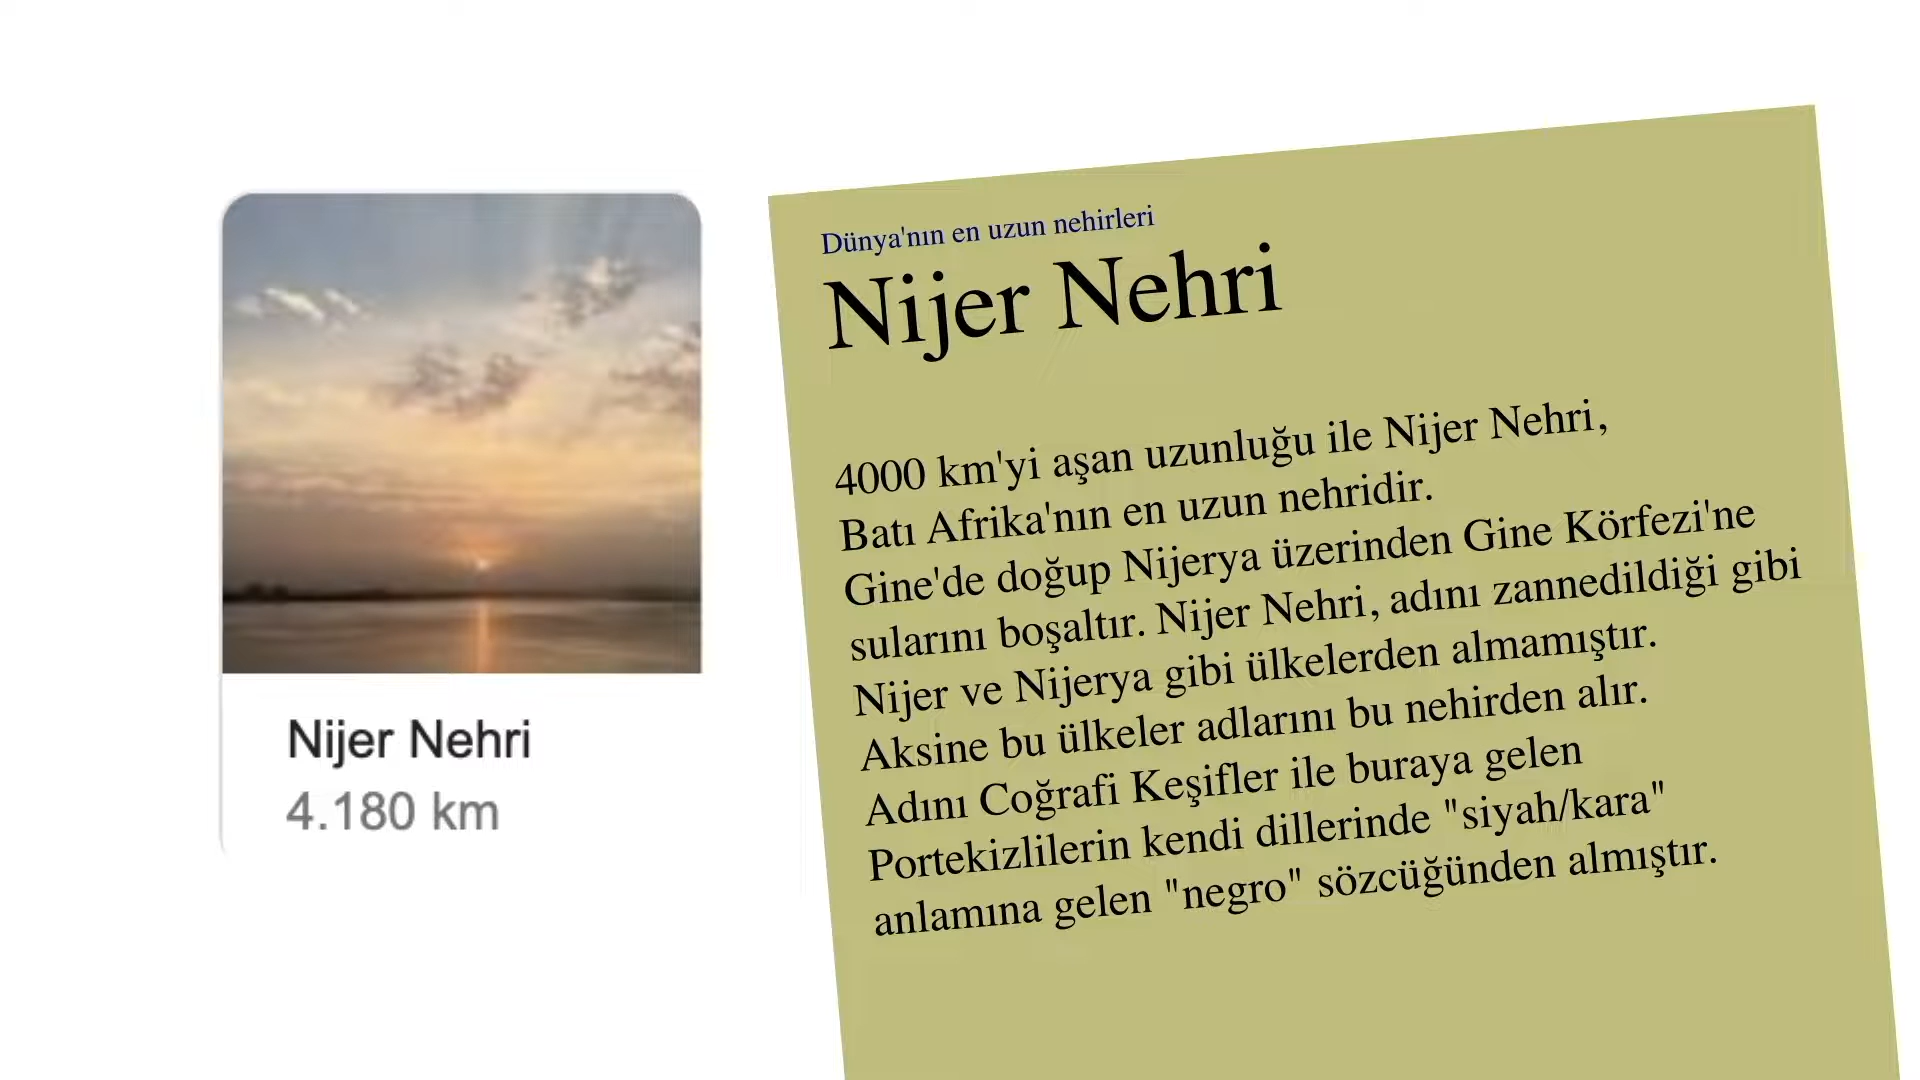 Nijer Nehri
4.180 km
Dünya'nın en uzun nehirleri
Nijer Nehri
4000 km'yi aşan uzunluğu ile Nijer Nehri,
Batı Afrika'nın en uzun nehridir.
Gine'de doğup Nijerya üzerinden Gine Körfezi'ne
sularını boşaltır. Nijer Nehri, adını zannedildiği gibi
Nijer ve Nijerya gibi ülkelerden almamıştır.
Aksine bu ülkeler adlarını bu nehirden alır.
Adını Coğrafi Keşifler ile buraya gelen
Portekizlilerin kendi dillerinde "siyah/kara"
anlamına gelen "negro" sözcüğünden almıştır.